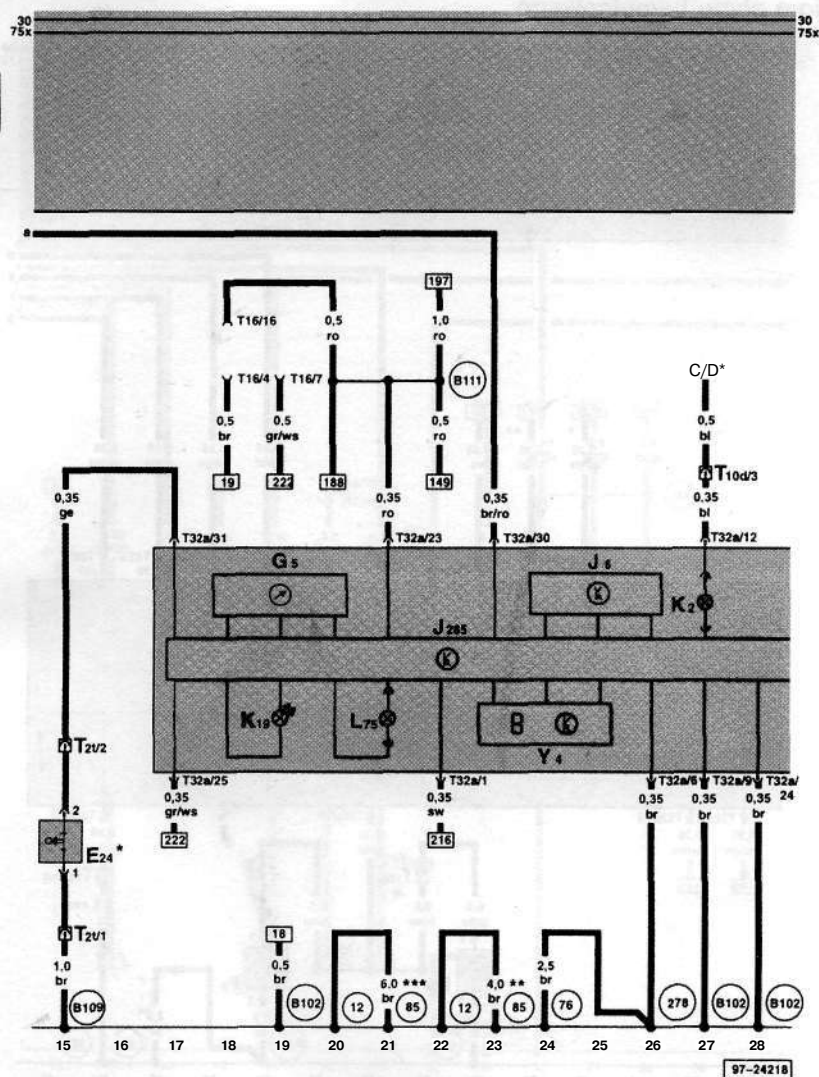 30 30
75x 75x
a
197
T16/16
0,5
ro
1,0
ro
T16/4
T16/7
B111
C/D*
0,5
br
0,5
gr/ws
0,5
ro
0,5
bl
19
222
188
149
T10d/3
0,35
ge
0,35
ro
0,35
br/ro
0,35
bl
T32a/31
T32a/23
T32a/30
T32a/12
G5
J6
K2
J285
K19
L75
Y4
T2t/2
T32a/25
T32a/1
T32a/6
T32a/9
T32a/
24
2
0,35
gr/ws
0,35
sw
0,35
br
0,35
br
0,35
br
222
216
E24*
1
T2t/1
18
1,0
br
0,5
br
6,0 ***
br
4,0 **
br
2,5
br
B109
B102
12
85
12
85
76
278
B102
B102
15 16 17 18 19 20 21 22 23 24 25 26 27 28
97-24218